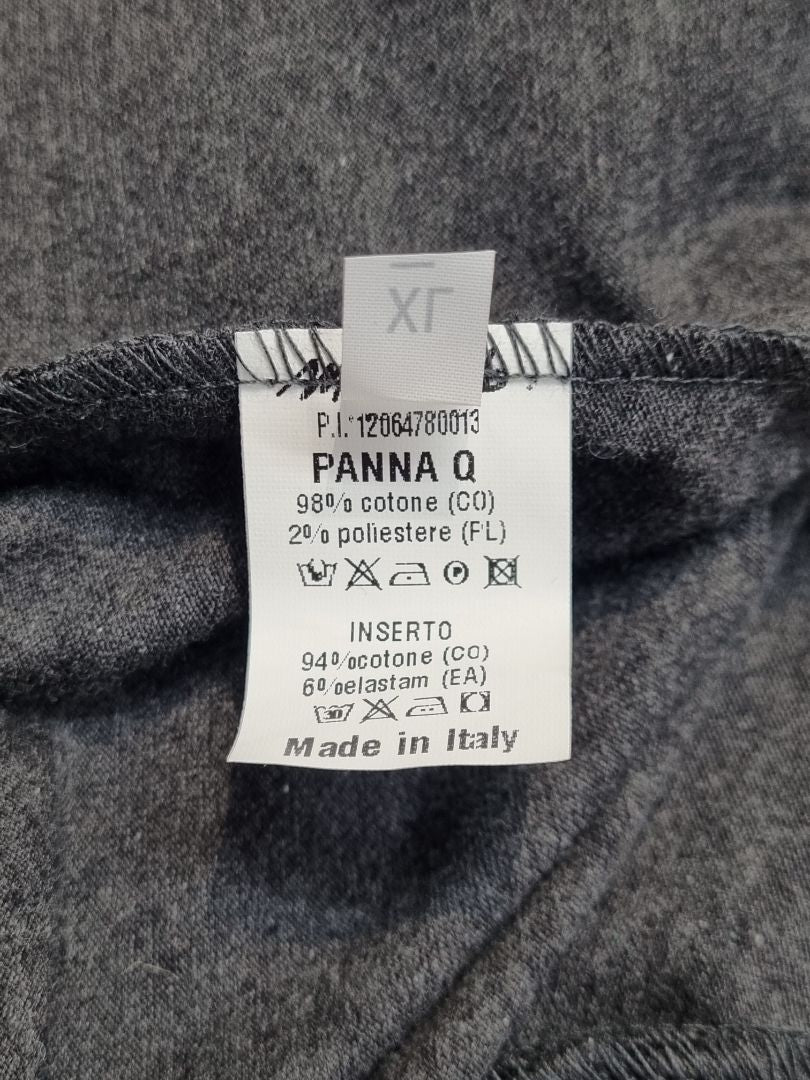 XL
P.I. 12064780013
PANNA Q
98% cotone (CO)
2% poliestere (PL)
P
INSERTO
94% cotone (CO)
6% elastam (EA)
30
Made in Italy